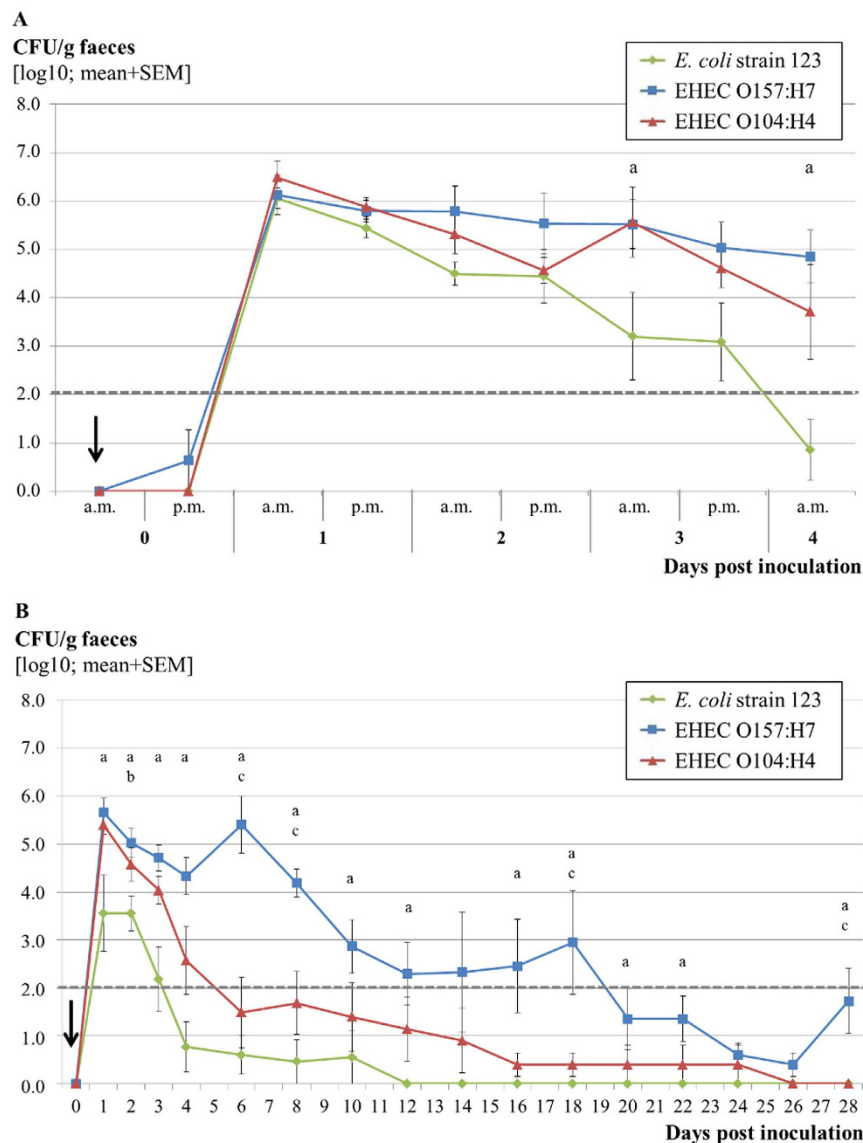 A
CFU/g faeces
[log10; mean+SEM]
E. coli strain 123
EHEC O157:H7
EHEC O104:H4
8.0
7.0
a a
6.0
5.0
4.0
3.0
2.0
1.0
0.0
a.m. p.m. a.m. p.m. a.m. p.m. a.m. p.m. a.m.
0 1 2 3 4
Days post inoculation
B
CFU/g faeces
[log10; mean+SEM]
E. coli strain 123
EHEC O157:H7
EHEC O104:H4
8.0
7.0
a a a a a
b c
6.0
a
c
5.0
a a a
c
4.0
a
3.0
a
c
a a
2.0
1.0
0.0
0 1 2 3 4 5 6 7 8 9 10 11 12 13 14 15 16 17 18 19 20 21 22 23 24 25 26 27 28
Days post inoculation